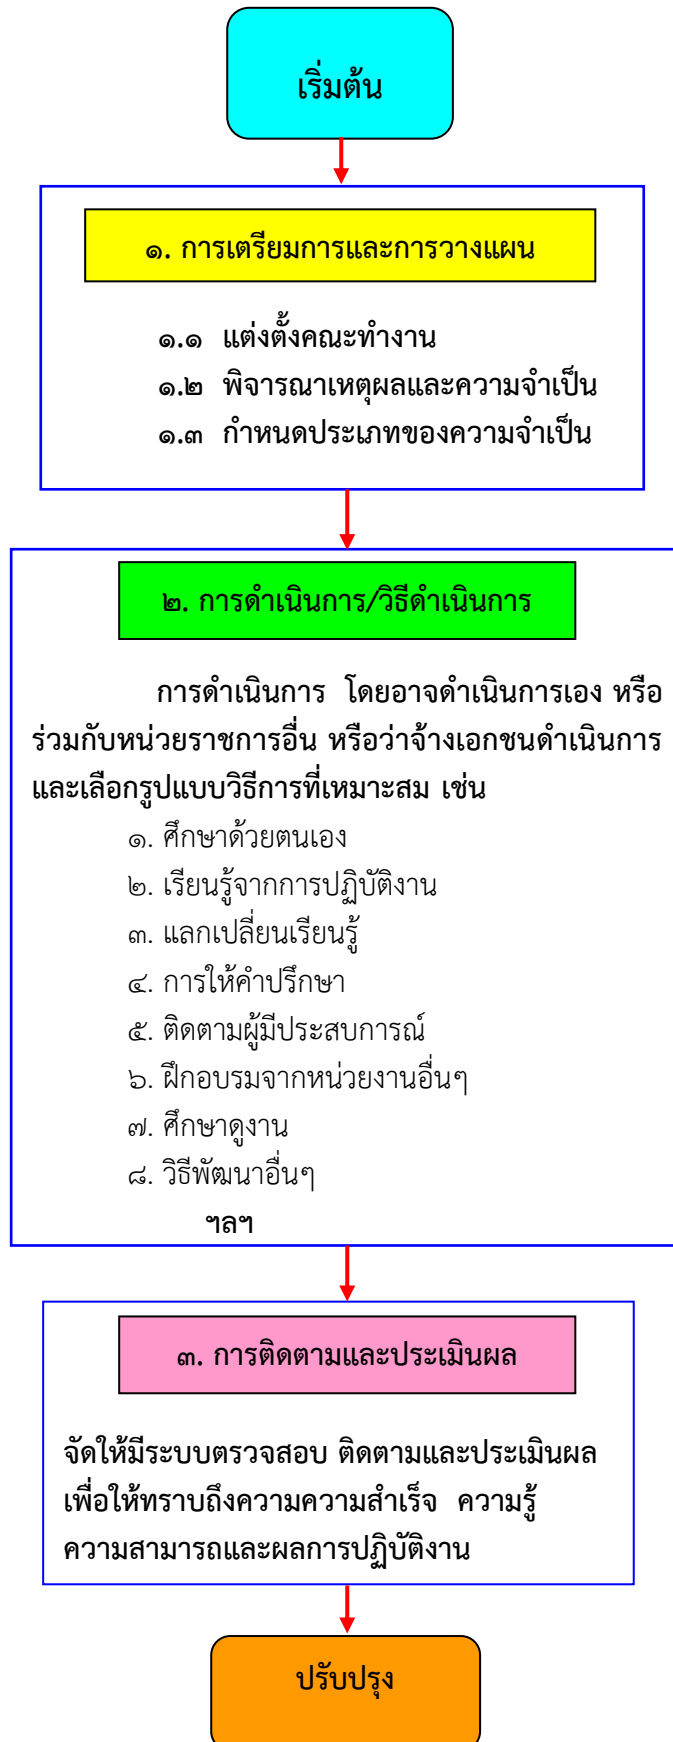 เริ่มต้น
๑. การเตรียมการและการวางแผน
๑.๑ แต่งตั้งคณะทำงาน
๑.๒ พิจารณาเหตุผลและความจำเป็น
๑.๓ กำหนดประเภทของความจำเป็น
๒. การดำเนินการ/วิธีดำเนินการ
การดำเนินการ โดยอาจดำเนินการเอง หรือ
ร่วมกับหน่วยราชการอื่น หรือว่าจ้างเอกชนดำเนินการ
และเลือกรูปแบบวิธีการที่เหมาะสม เช่น
๑. ศึกษาด้วยตนเอง
๒. เรียนรู้จากการปฏิบัติงาน
๓. แลกเปลี่ยนเรียนรู้
๔. การให้คำปรึกษา
๕. ติดตามผู้มีประสบการณ์
๖. ฝึกอบรมจากหน่วยงานอื่นๆ
๗. ศึกษาดูงาน
๘. วิธีพัฒนาอื่นๆ
ฯลฯ
๓. การติดตามและประเมินผล
จัดให้มีระบบตรวจสอบ ติดตามและประเมินผล
เพื่อให้ทราบถึงความความสำเร็จ ความรู้
ความสามารถและผลการปฏิบัติงาน
ปรับปรุง